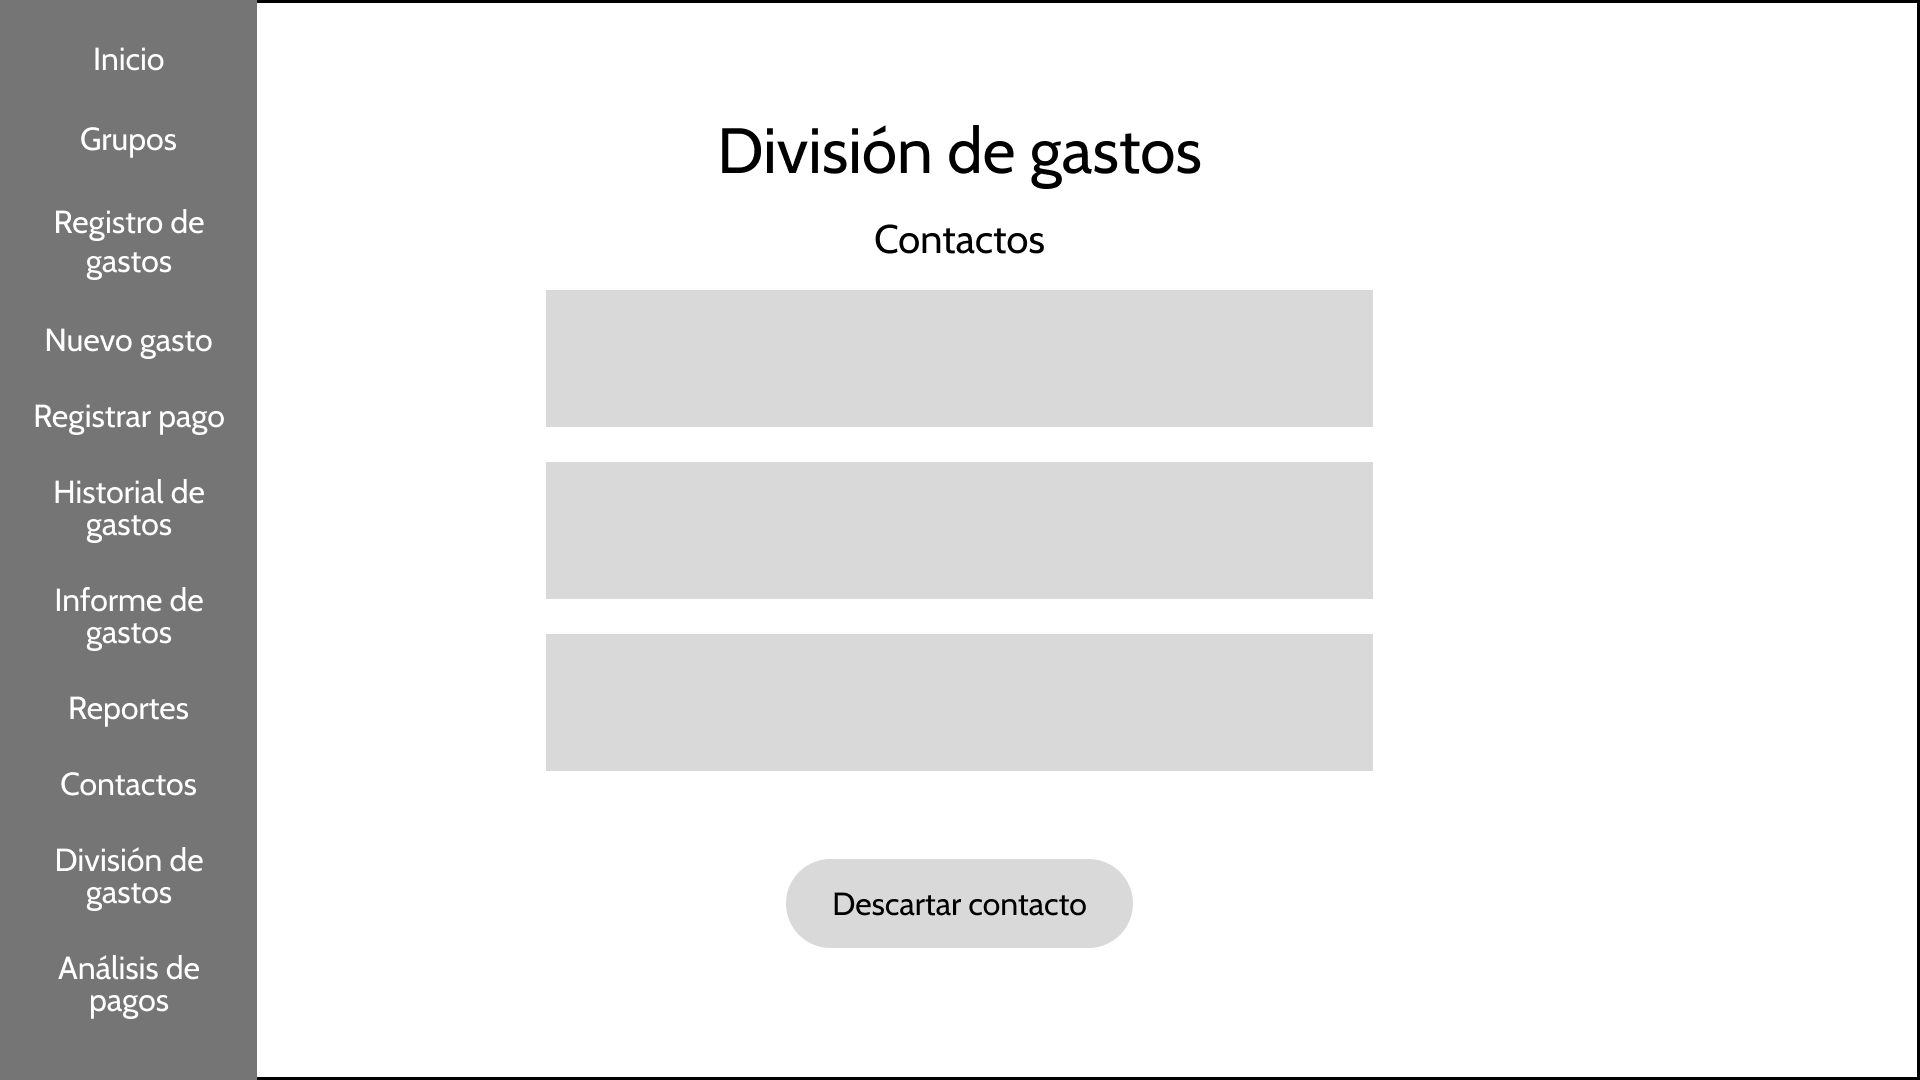 Inicio
Grupos
Registro de
gastos
Nuevo gasto
Registrar pago
Historial de
gastos
Informe de
gastos
Reportes
Contactos
División de
gastos
Análisis de
pagos
División de gastos
Contactos
Descartar contacto